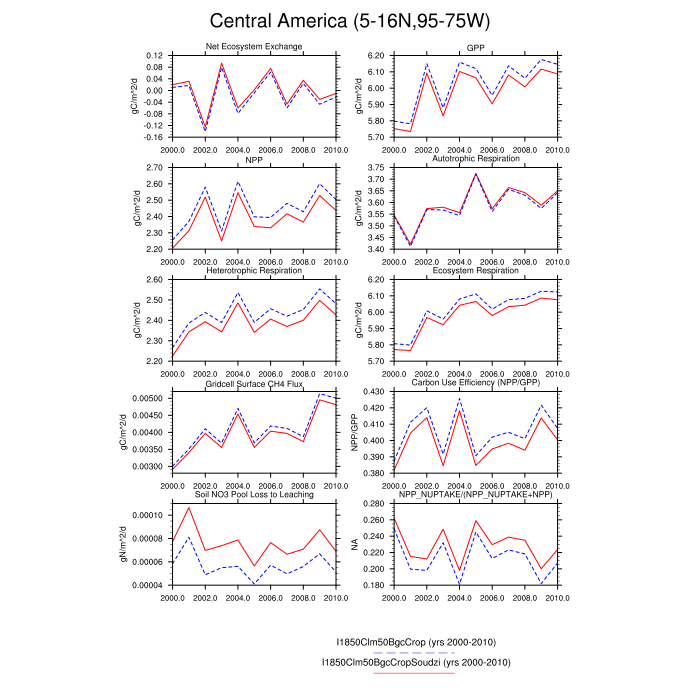 Central America (5-16N,95-75W)
Net Ecosystem Exchange
GPP
gC/m^2/d
0.12
0.08
0.04
0.00
-0.04
-0.08
-0.12
-0.16
2000.0 2002.0 2004.0 2006.0 2008.0 2010.0
gC/m^2/d
6.20
6.10
6.00
5.90
5.80
5.70
2000.0 2002.0 2004.0 2006.0 2008.0 2010.0
NPP
Autotrophic Respiration
gC/m^2/d
2.70
2.60
2.50
2.40
2.30
2.20
2000.0 2002.0 2004.0 2006.0 2008.0 2010.0
gC/m^2/d
3.75
3.70
3.65
3.60
3.55
3.50
3.45
3.40
2000.0 2002.0 2004.0 2006.0 2008.0 2010.0
Heterotrophic Respiration
Ecosystem Respiration
gC/m^2/d
2.60
2.50
2.40
2.30
2.20
2000.0 2002.0 2004.0 2006.0 2008.0 2010.0
gC/m^2/d
6.20
6.10
6.00
5.90
5.80
5.70
2000.0 2002.0 2004.0 2006.0 2008.0 2010.0
Gridcell Surface CH4 Flux
Carbon Use Efficiency (NPP/GPP)
gC/m^2/d
0.00500
0.00450
0.00400
0.00350
0.00300
2000.0 2002.0 2004.0 2006.0 2008.0 2010.0
NPP/GPP
0.430
0.420
0.410
0.400
0.390
0.380
2000.0 2002.0 2004.0 2006.0 2008.0 2010.0
Soil NO3 Pool Loss to Leaching
NPP_NUPTAKE/(NPP_NUPTAKE+NPP)
gN/m^2/d
0.00010
0.00008
0.00006
0.00004
2000.0 2002.0 2004.0 2006.0 2008.0 2010.0
NA
0.280
0.260
0.240
0.220
0.200
0.180
2000.0 2002.0 2004.0 2006.0 2008.0 2010.0
I1850Clm50BgcCrop (yrs 2000-2010)
I1850Clm50BgcCropSoudzi (yrs 2000-2010)